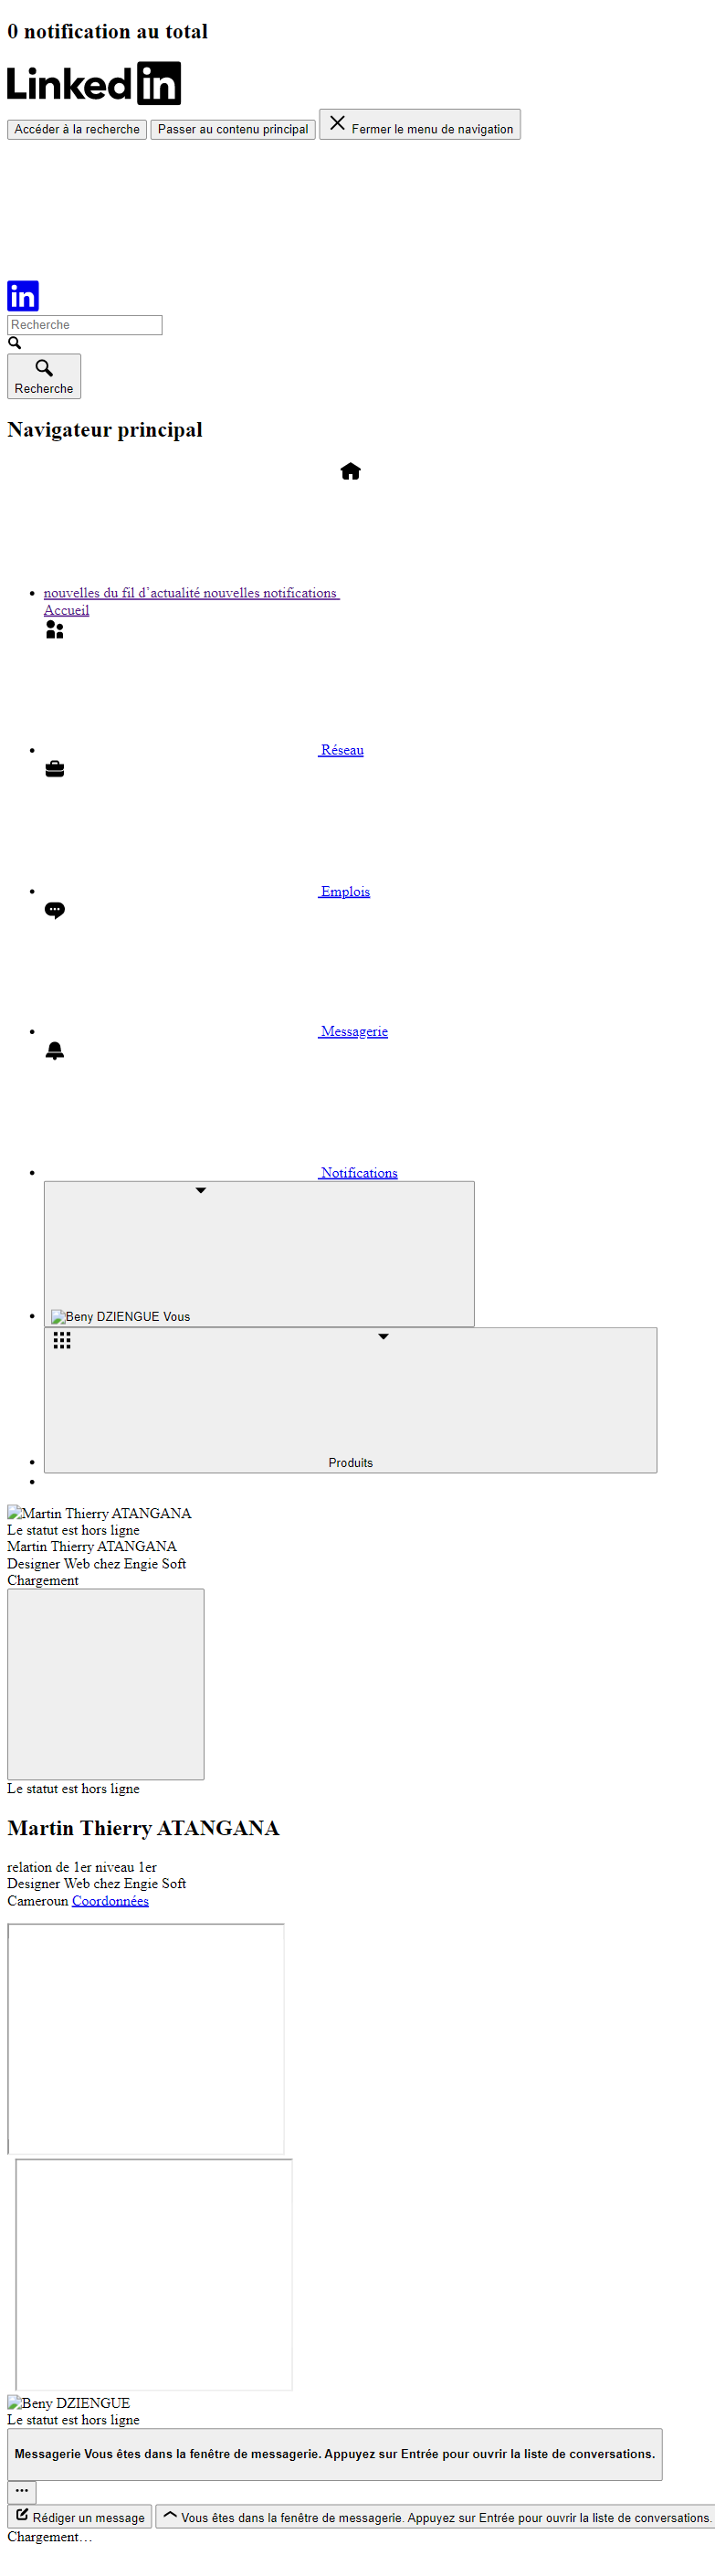 0 notification au total
Linked in
Accéder à la recherche Passer au contenu principal Fermer le menu de navigation
in
Recherche
Recherche
Navigateur principal
nouvelles du fil d’actualité nouvelles notifications
Accueil
Réseau
Emplois
Messagerie
Notifications
Beny DZIENGUE Vous
Produits
Martin Thierry ATANGANA
Le statut est hors ligne
Martin Thierry ATANGANA
Designer Web chez Engie Soft
Chargement
Le statut est hors ligne
Martin Thierry ATANGANA
relation de 1er niveau 1er
Designer Web chez Engie Soft
Cameroun Coordonnées
Beny DZIENGUE
Le statut est hors ligne
Messagerie Vous êtes dans la fenêtre de messagerie. Appuyez sur Entrée pour ouvrir la liste de conversations.
Rédiger un message Vous êtes dans la fenêtre de messagerie. Appuyez sur Entrée pour ouvrir la liste de conversations.
Chargement…